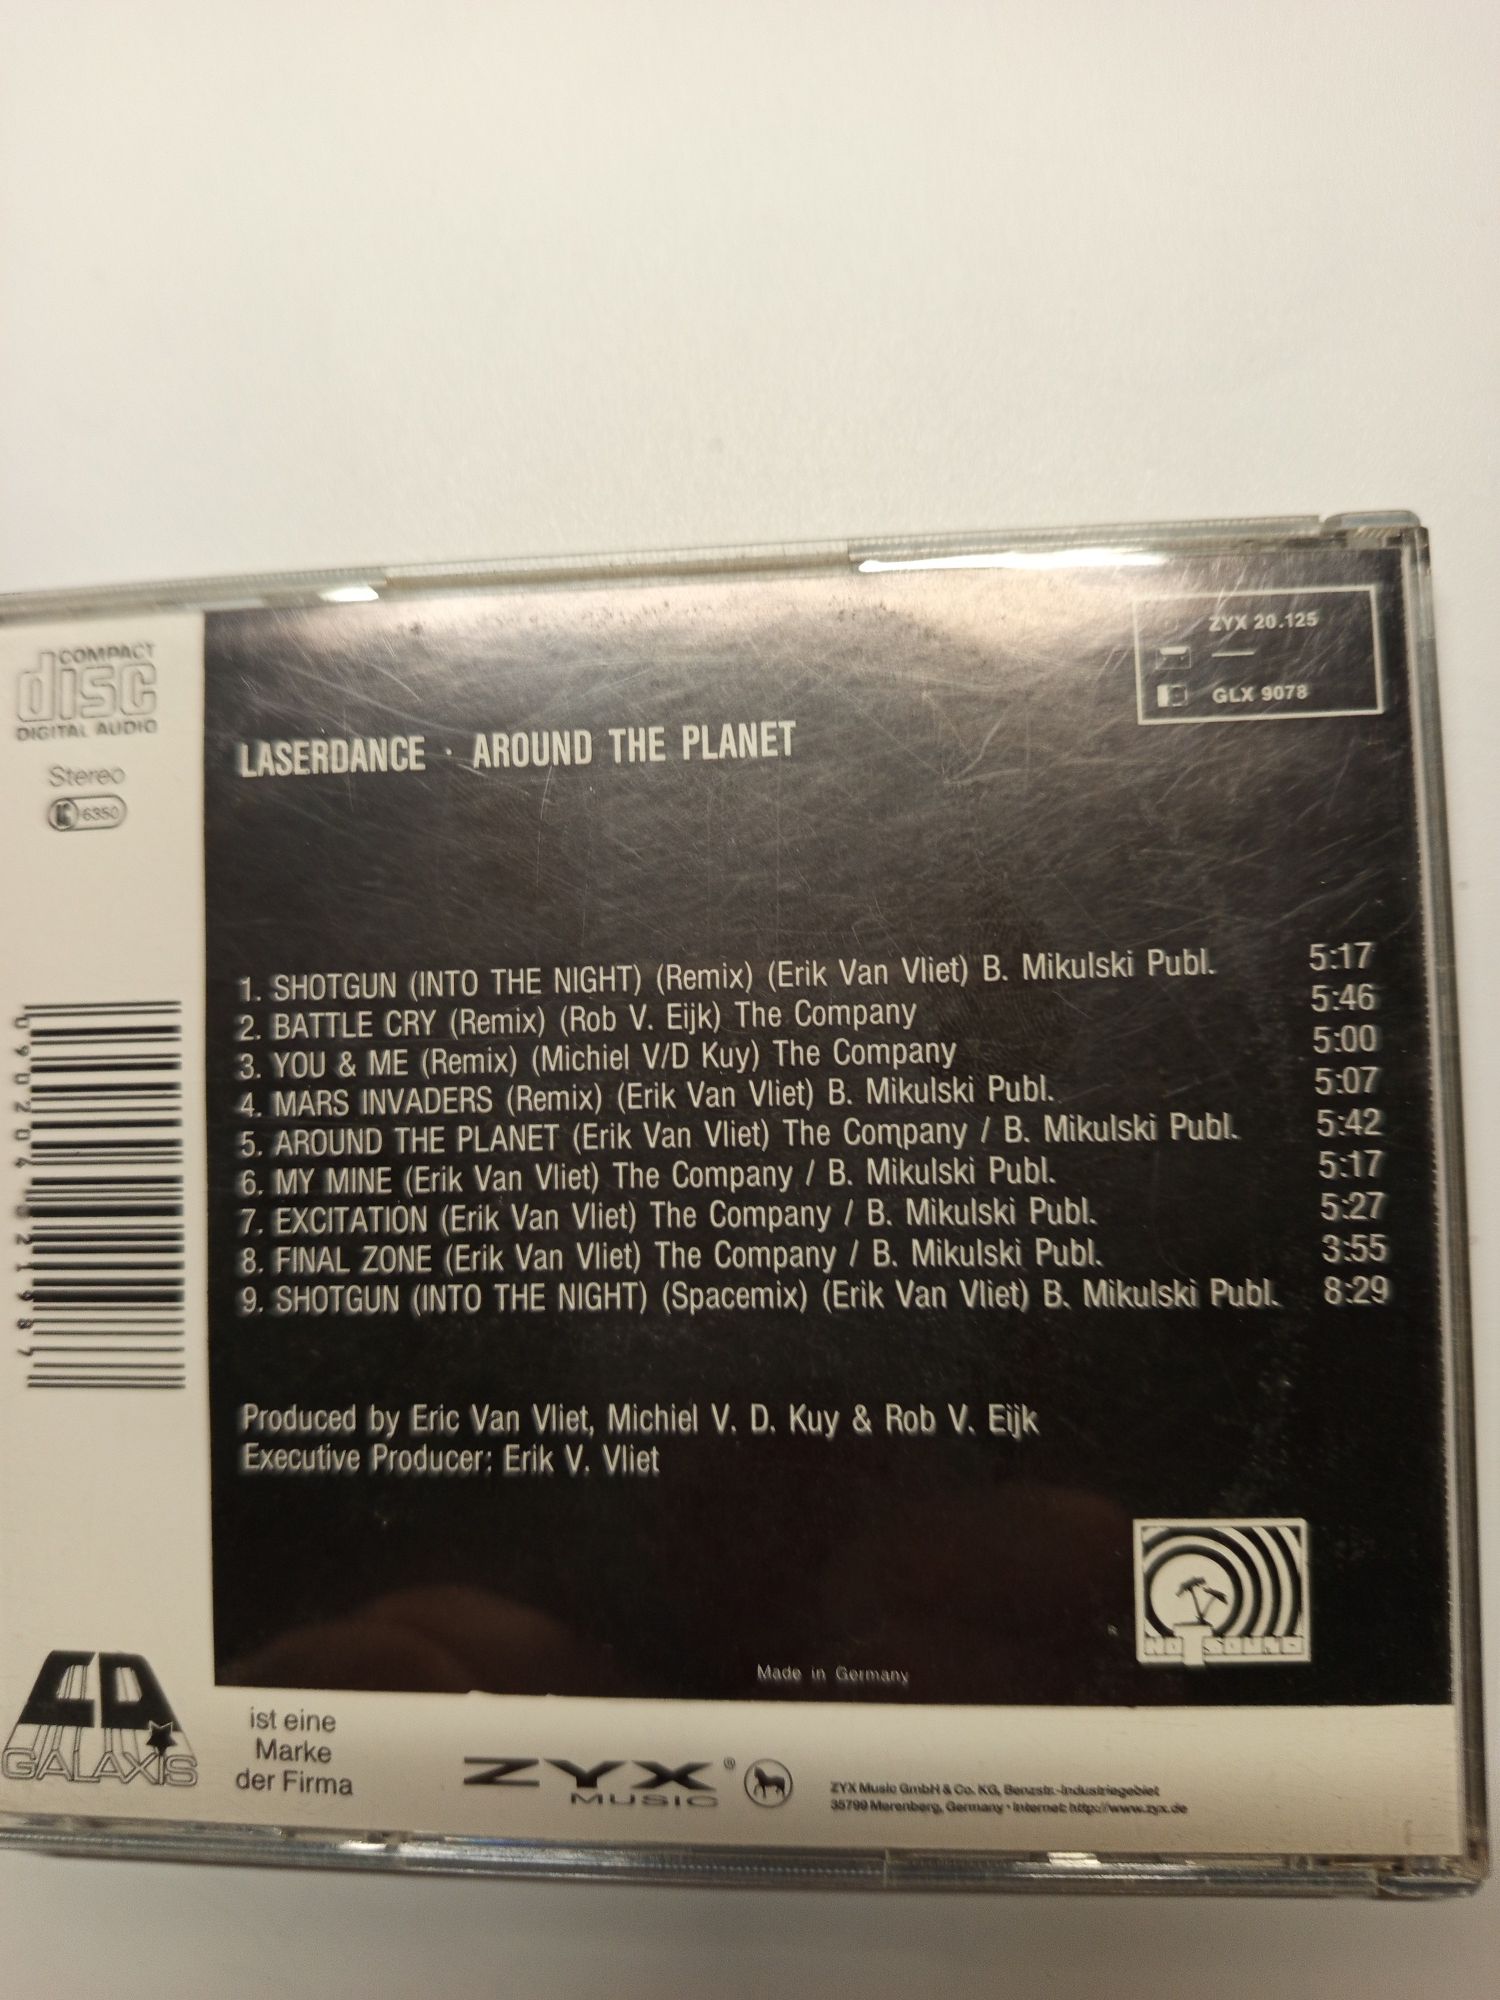 COMPACT
disc
DIGITAL AUDIO
Stereo
6350
ZYX 20.125
—
GLX 9078
LASERDANCE · AROUND THE PLANET
1. SHOTGUN (INTO THE NIGHT) (Remix) (Erik Van Vliet) B. Mikulski Publ. 5:17
2. BATTLE CRY (Remix) (Rob V. Eijk) The Company 5:46
3. YOU & ME (Remix) (Michiel V/D Kuy) The Company 5:00
4. MARS INVADERS (Remix) (Erik Van Vliet) B. Mikulski Publ. 5:07
5. AROUND THE PLANET (Erik Van Vliet) The Company / B. Mikulski Publ. 5:42
6. MY MINE (Erik Van Vliet) The Company / B. Mikulski Publ. 5:17
7. EXCITATION (Erik Van Vliet) The Company / B. Mikulski Publ. 5:27
8. FINAL ZONE (Erik Van Vliet) The Company / B. Mikulski Publ. 3:55
9. SHOTGUN (INTO THE NIGHT) (Spacemix) (Erik Van Vliet) B. Mikulski Publ. 8:29
Produced by Eric Van Vliet, Michiel V. D. Kuy & Rob V. Eijk
Executive Producer: Erik V. Vliet
R
HOTSOUND
Made in Germany
CD
GALAXIS
ist eine
Marke
der Firma
ZYX®
MUSIC
ZYX Music GmbH & Co. KG, Benzstr.-Industriegebiet
35799 Merenberg, Germany · Internet: http://www.zyx.de